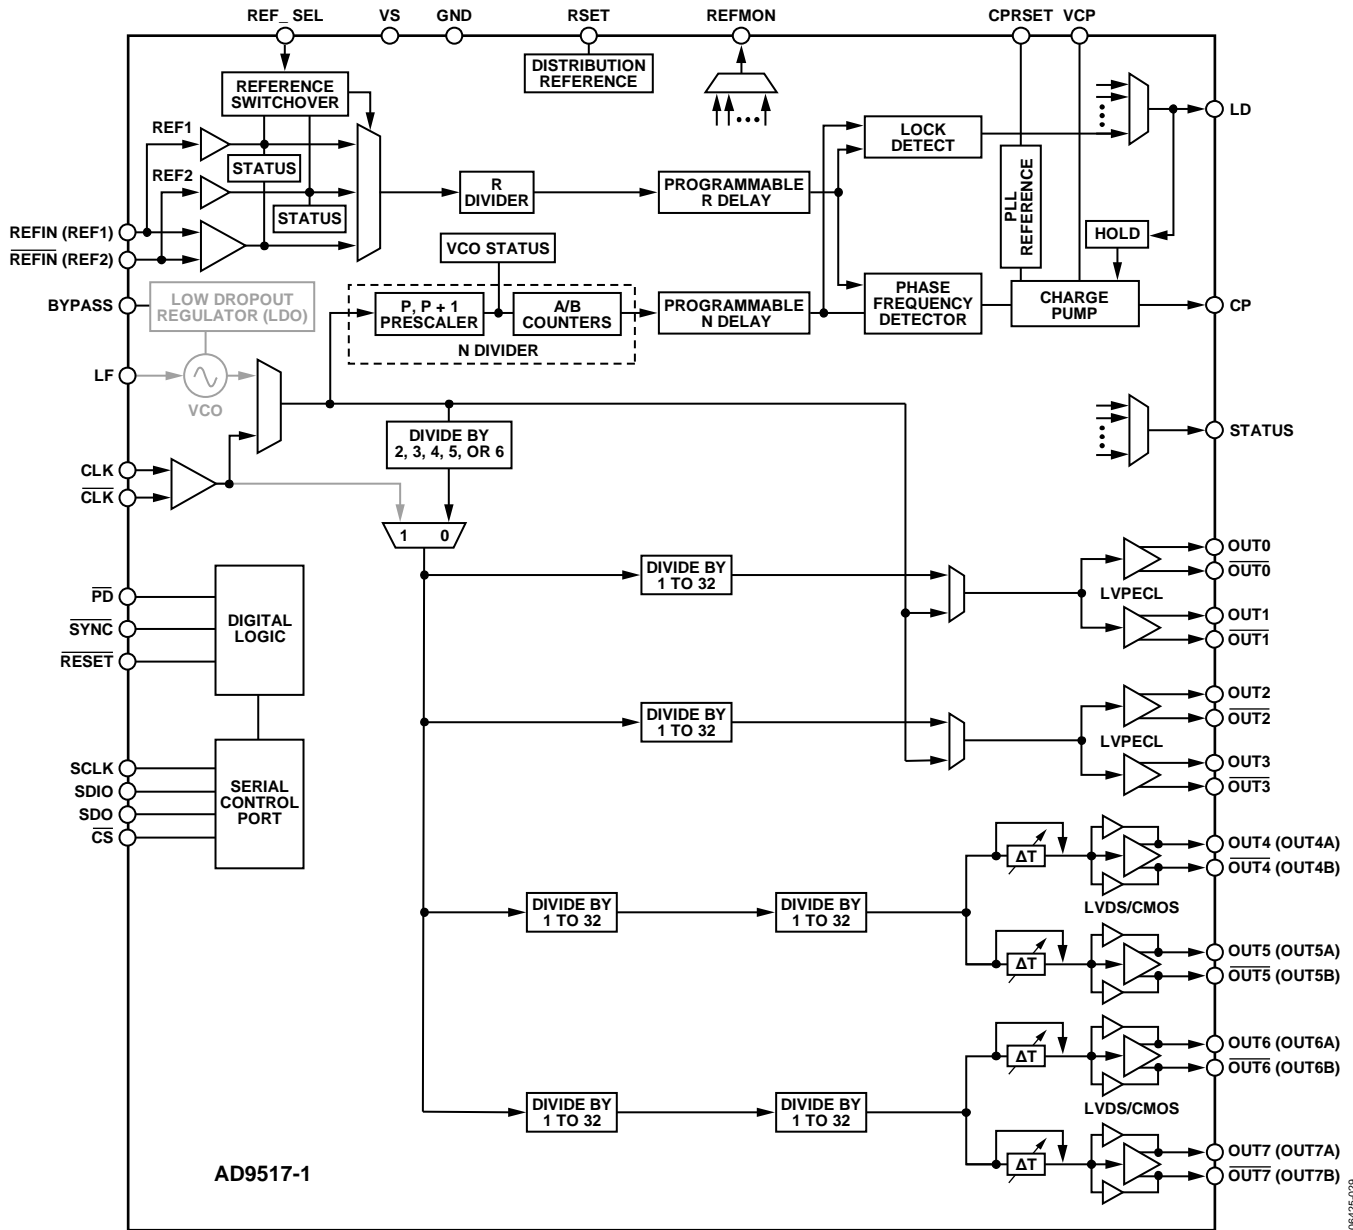 REF_ SEL
VS
GND
RSET
REFMON
CPRSET
VCP
DISTRIBUTION
REFERENCE
REFERENCE
SWITCHOVER
REF1
STATUS
REF2
STATUS
R
DIVIDER
PROGRAMMABLE
R DELAY
LOCK
DETECT
LD
PLL
REFERENCE
HOLD
REFIN (REF1)
REFIN (REF2)
BYPASS
LOW DROPOUT
REGULATOR (LDO)
VCO STATUS
P, P + 1
PRESCALER
A/B
COUNTERS
N DIVIDER
PROGRAMMABLE
N DELAY
PHASE
FREQUENCY
DETECTOR
CHARGE
PUMP
CP
LF
VCO
STATUS
DIVIDE BY
2, 3, 4, 5, OR 6
CLK
CLK
1 0
DIVIDE BY
1 TO 32
LVPECL
OUT0
OUT0
OUT1
OUT1
PD
SYNC
RESET
DIGITAL
LOGIC
DIVIDE BY
1 TO 32
LVPECL
OUT2
OUT2
OUT3
OUT3
SCLK
SDIO
SDO
CS
SERIAL
CONTROL
PORT
DIVIDE BY
1 TO 32
DIVIDE BY
1 TO 32
ΔT
OUT4 (OUT4A)
OUT4 (OUT4B)
LVDS/CMOS
ΔT
OUT5 (OUT5A)
OUT5 (OUT5B)
DIVIDE BY
1 TO 32
DIVIDE BY
1 TO 32
ΔT
OUT6 (OUT6A)
OUT6 (OUT6B)
LVDS/CMOS
ΔT
OUT7 (OUT7A)
OUT7 (OUT7B)
AD9517-1
06425-029